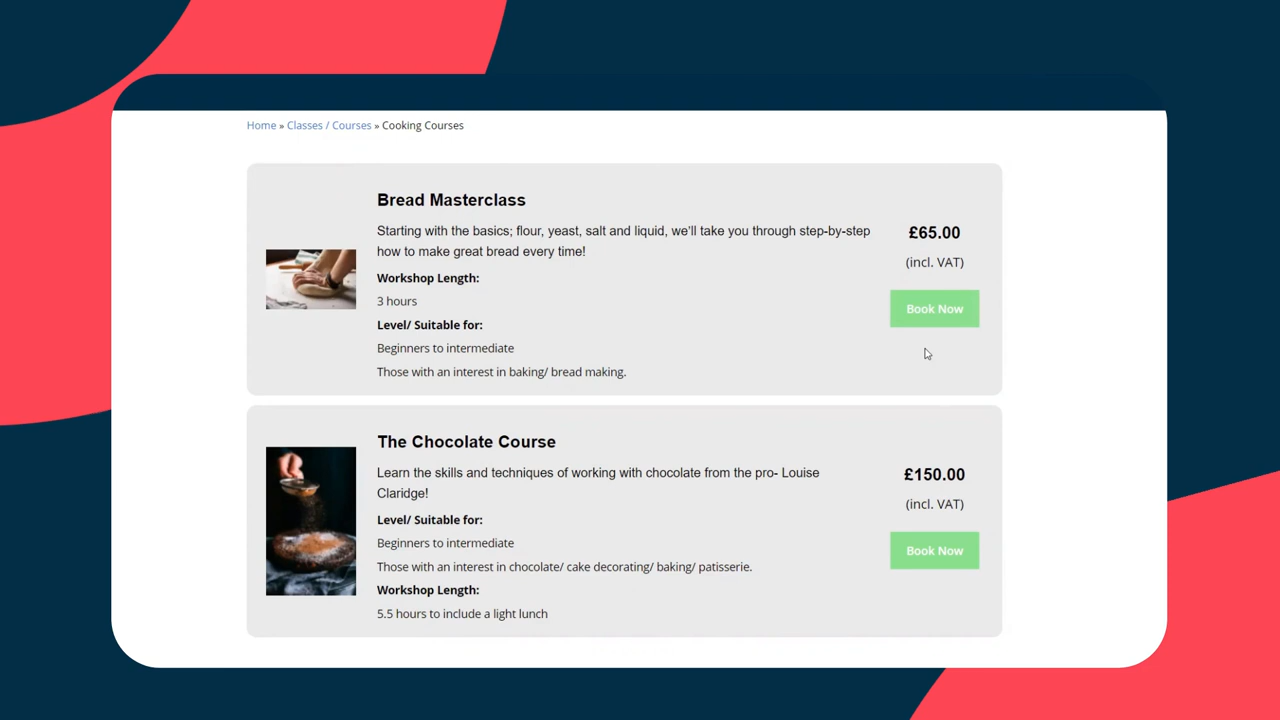 Home » Classes / Courses » Cooking Courses
Bread Masterclass
Starting with the basics; flour, yeast, salt and liquid, we'll take you through step-by-step
how to make great bread every time!
Workshop Length:
3 hours
Level/ Suitable for:
Beginners to intermediate
Those with an interest in baking/ bread making.
£65.00
(incl. VAT)
Book Now
The Chocolate Course
Learn the skills and techniques of working with chocolate from the pro- Louise
Claridge!
Level/ Suitable for:
Beginners to intermediate
Those with an interest in chocolate/ cake decorating/ baking/ patisserie.
Workshop Length:
5.5 hours to include a light lunch
£150.00
(incl. VAT)
Book Now